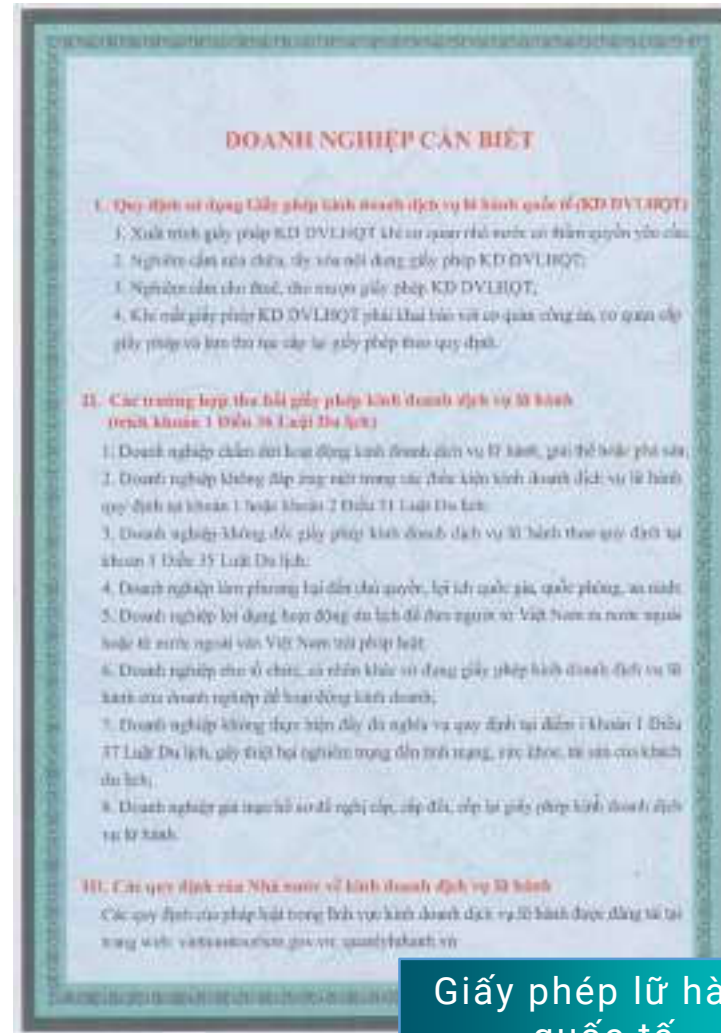 DOANH NGHIỆP CẦN BIẾT
I. Quy định sử dụng Giấy phép kinh doanh dịch vụ lữ hành quốc tế (KD DVLHQT)
1. Xuất trình giấy phép KD DVLHQT khi cơ quan nhà nước có thẩm quyền yêu cầu;
2. Nghiêm cấm sửa chữa, tẩy xóa nội dung giấy phép KD DVLHQT;
3. Nghiêm cấm cho thuê, cho mượn giấy phép KD DVLHQT;
4. Khi mất giấy phép KD DVLHQT phải khai báo với cơ quan công an, cơ quan cấp
giấy phép và làm thủ tục cấp lại giấy phép theo quy định.
II. Các trường hợp thu hồi giấy phép kinh doanh dịch vụ lữ hành
(trích khoản 1 Điều 36 Luật Du lịch)
1. Doanh nghiệp chấm dứt hoạt động kinh doanh dịch vụ lữ hành, giải thể hoặc phá sản;
2. Doanh nghiệp không đáp ứng một trong các điều kiện kinh doanh dịch vụ lữ hành
quy định tại khoản 1 hoặc khoản 2 Điều 31 Luật Du lịch;
3. Doanh nghiệp không đổi giấy phép kinh doanh dịch vụ lữ hành theo quy định tại
khoản 1 Điều 35 Luật Du lịch;
4. Doanh nghiệp làm phương hại đến chủ quyền, lợi ích quốc gia, quốc phòng, an ninh;
5. Doanh nghiệp lợi dụng hoạt động du lịch để đưa người từ Việt Nam ra nước ngoài
hoặc từ nước ngoài vào Việt Nam trái pháp luật;
6. Doanh nghiệp cho tổ chức, cá nhân khác sử dụng giấy phép kinh doanh dịch vụ lữ
hành của doanh nghiệp để hoạt động kinh doanh;
7. Doanh nghiệp không thực hiện đầy đủ nghĩa vụ quy định tại điểm i khoản 1 Điều
37 Luật Du lịch, gây thiệt hại nghiêm trọng đến tính mạng, sức khỏe, tài sản của khách
du lịch;
8. Doanh nghiệp giả mạo hồ sơ đề nghị cấp, cấp đổi, cấp lại giấy phép kinh doanh dịch
vụ lữ hành.
III. Các quy định của Nhà nước về kinh doanh dịch vụ lữ hành
Các quy định của pháp luật trong lĩnh vực kinh doanh dịch vụ lữ hành được đăng tải tại
trang web: vietnamtourism.gov.vn; quanlyluhanh.vn
Giấy phép lữ hà
quốc tế